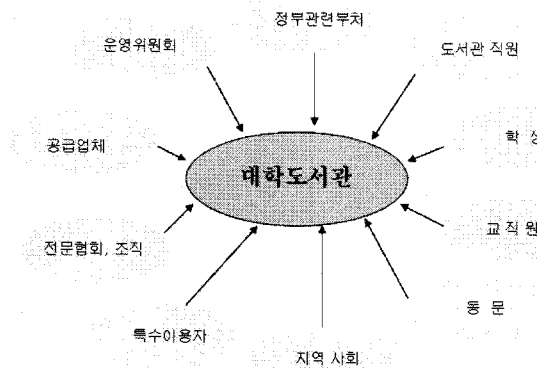 정부관련부처
운영위원회
도서관 직원
공급업체
학 생
대학도서관
교 직 원
전문협회, 조직
동 문
특수이용자
지역 사회